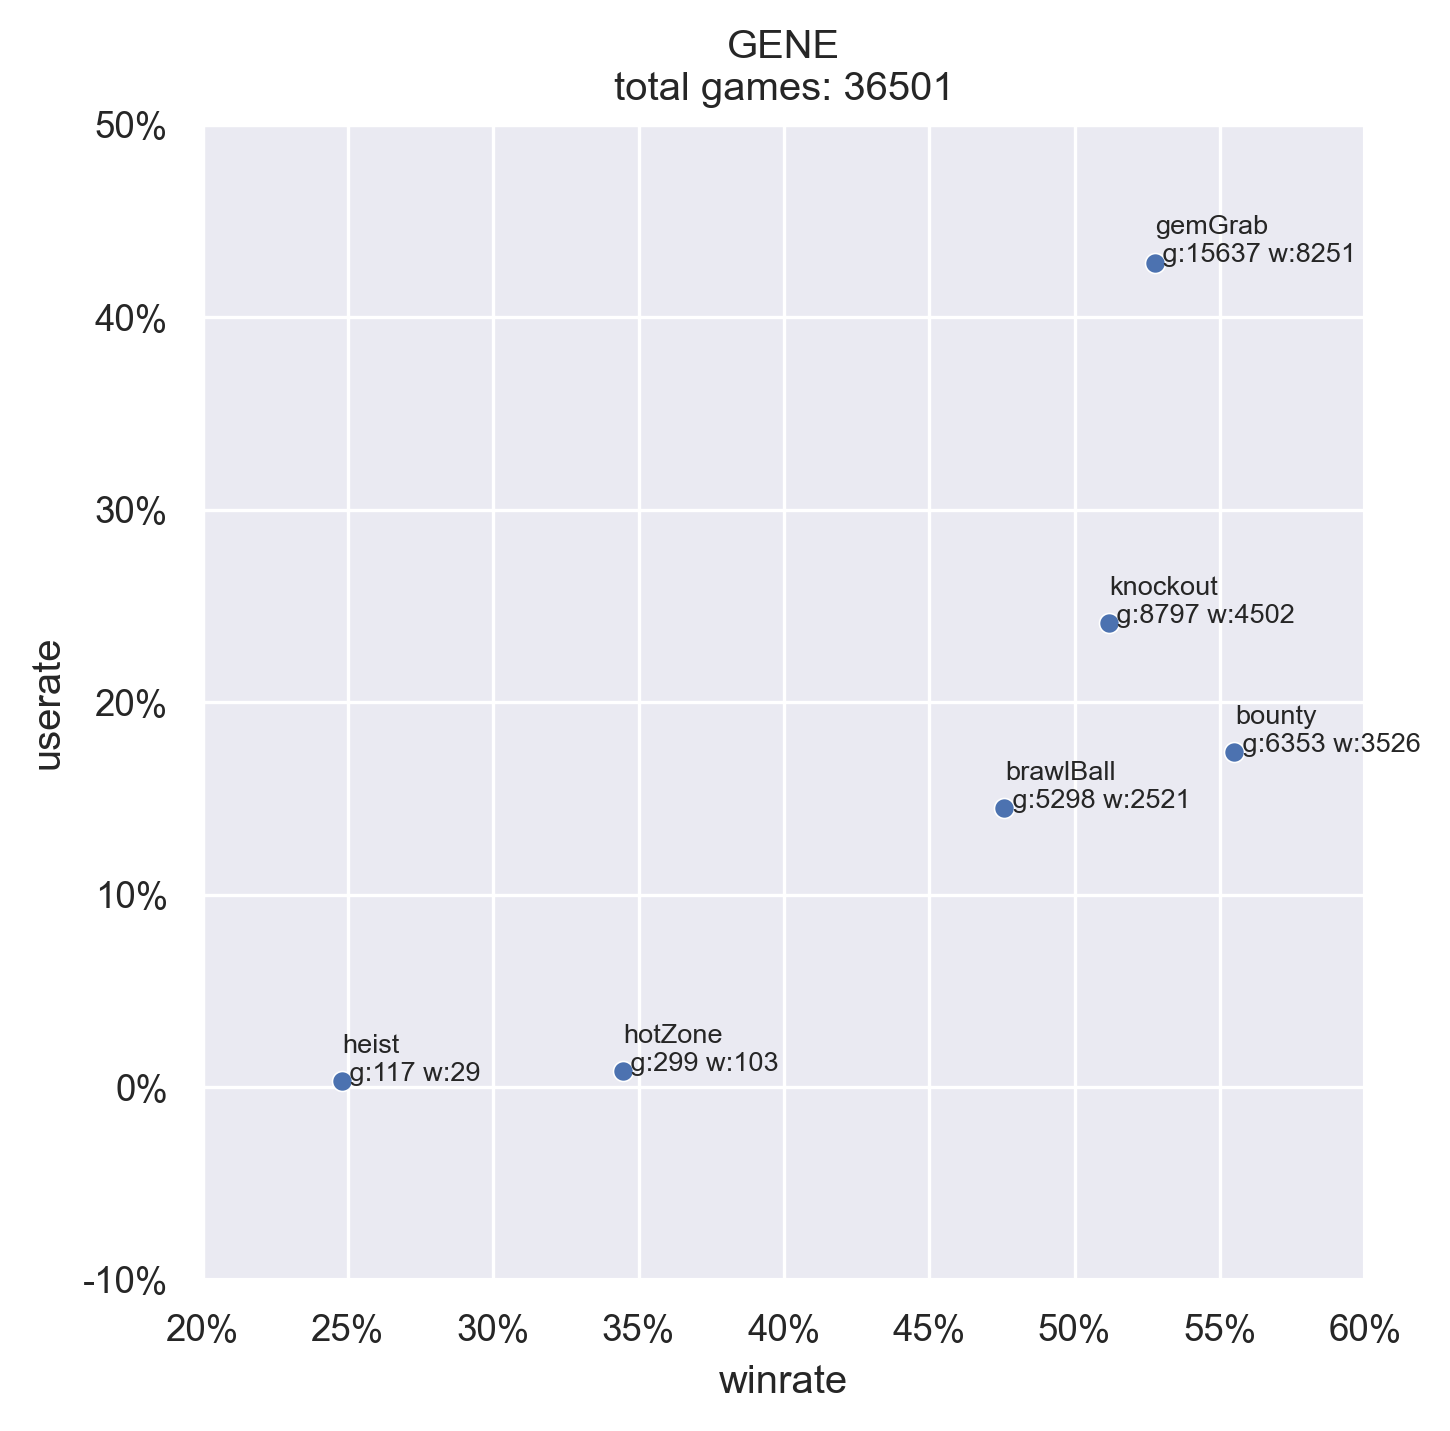 GENE
total games: 36501
50%
40%
30%
20%
10%
0%
-10%
userate
gemGrab
g:15637 w:8251
knockout
g:8797 w:4502
bounty
g:6353 w:3526
brawlBall
g:5298 w:2521
hotZone
g:299 w:103
heist
g:117 w:29
20% 25% 30% 35% 40% 45% 50% 55% 60%
winrate